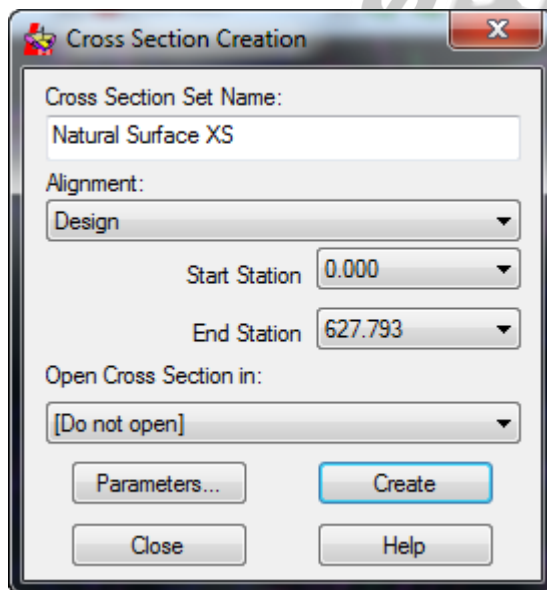 Cross Section Creation
Cross Section Set Name:
Natural Surface XS
Alignment:
Design
Start Station 0.000
End Station 627.793
Open Cross Section in:
[Do not open]
Parameters... Create
Close Help